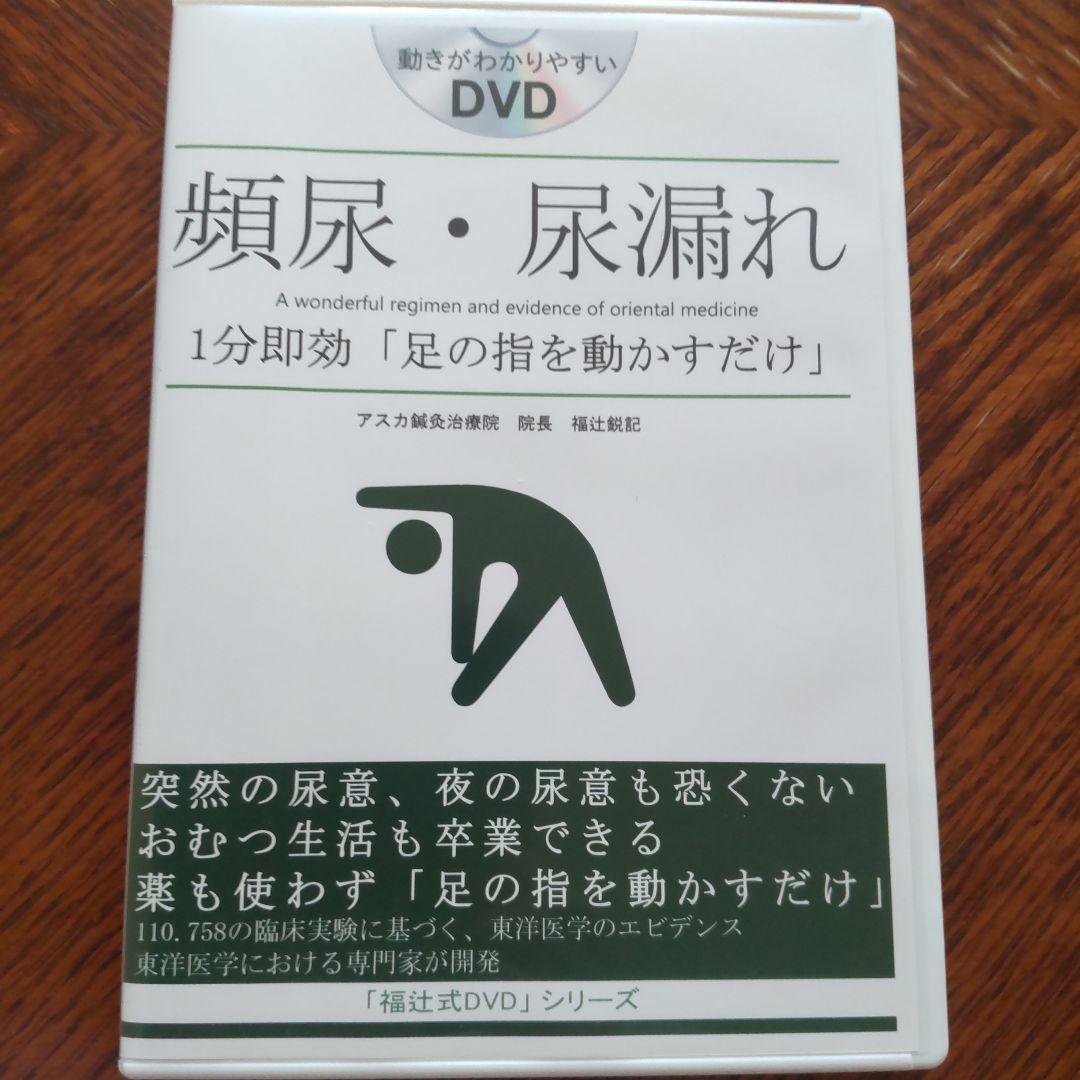 動きがわかりやすい
DVD
頻尿・尿漏れ
A wonderful regimen and evidence of oriental medicine
1分即効「足の指を動かすだけ」
アスカ鍼灸治療院 院長 福辻鋭記
突然の尿意、夜の尿意も恐くない
おむつ生活も卒業できる
薬も使わず「足の指を動かすだけ」
110.758の臨床実験に基づく、東洋医学のエビデンス
東洋医学における専門家が開発
「福辻式DVD」シリーズ